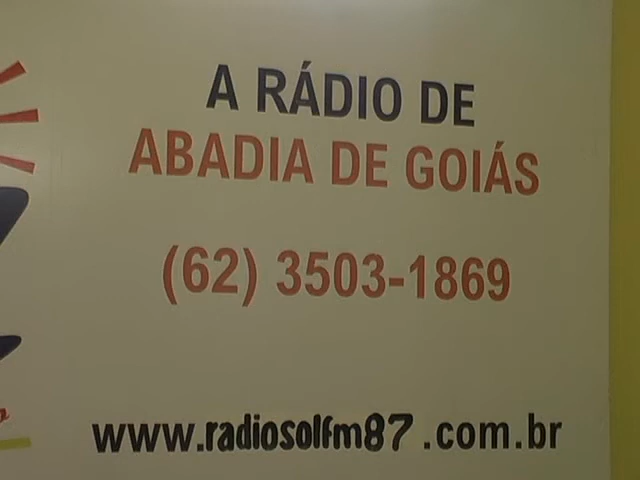 A RÁDIO DE
ABADIA DE GOIÁS
(62) 3503-1869
www.radiosolfm87.com.br